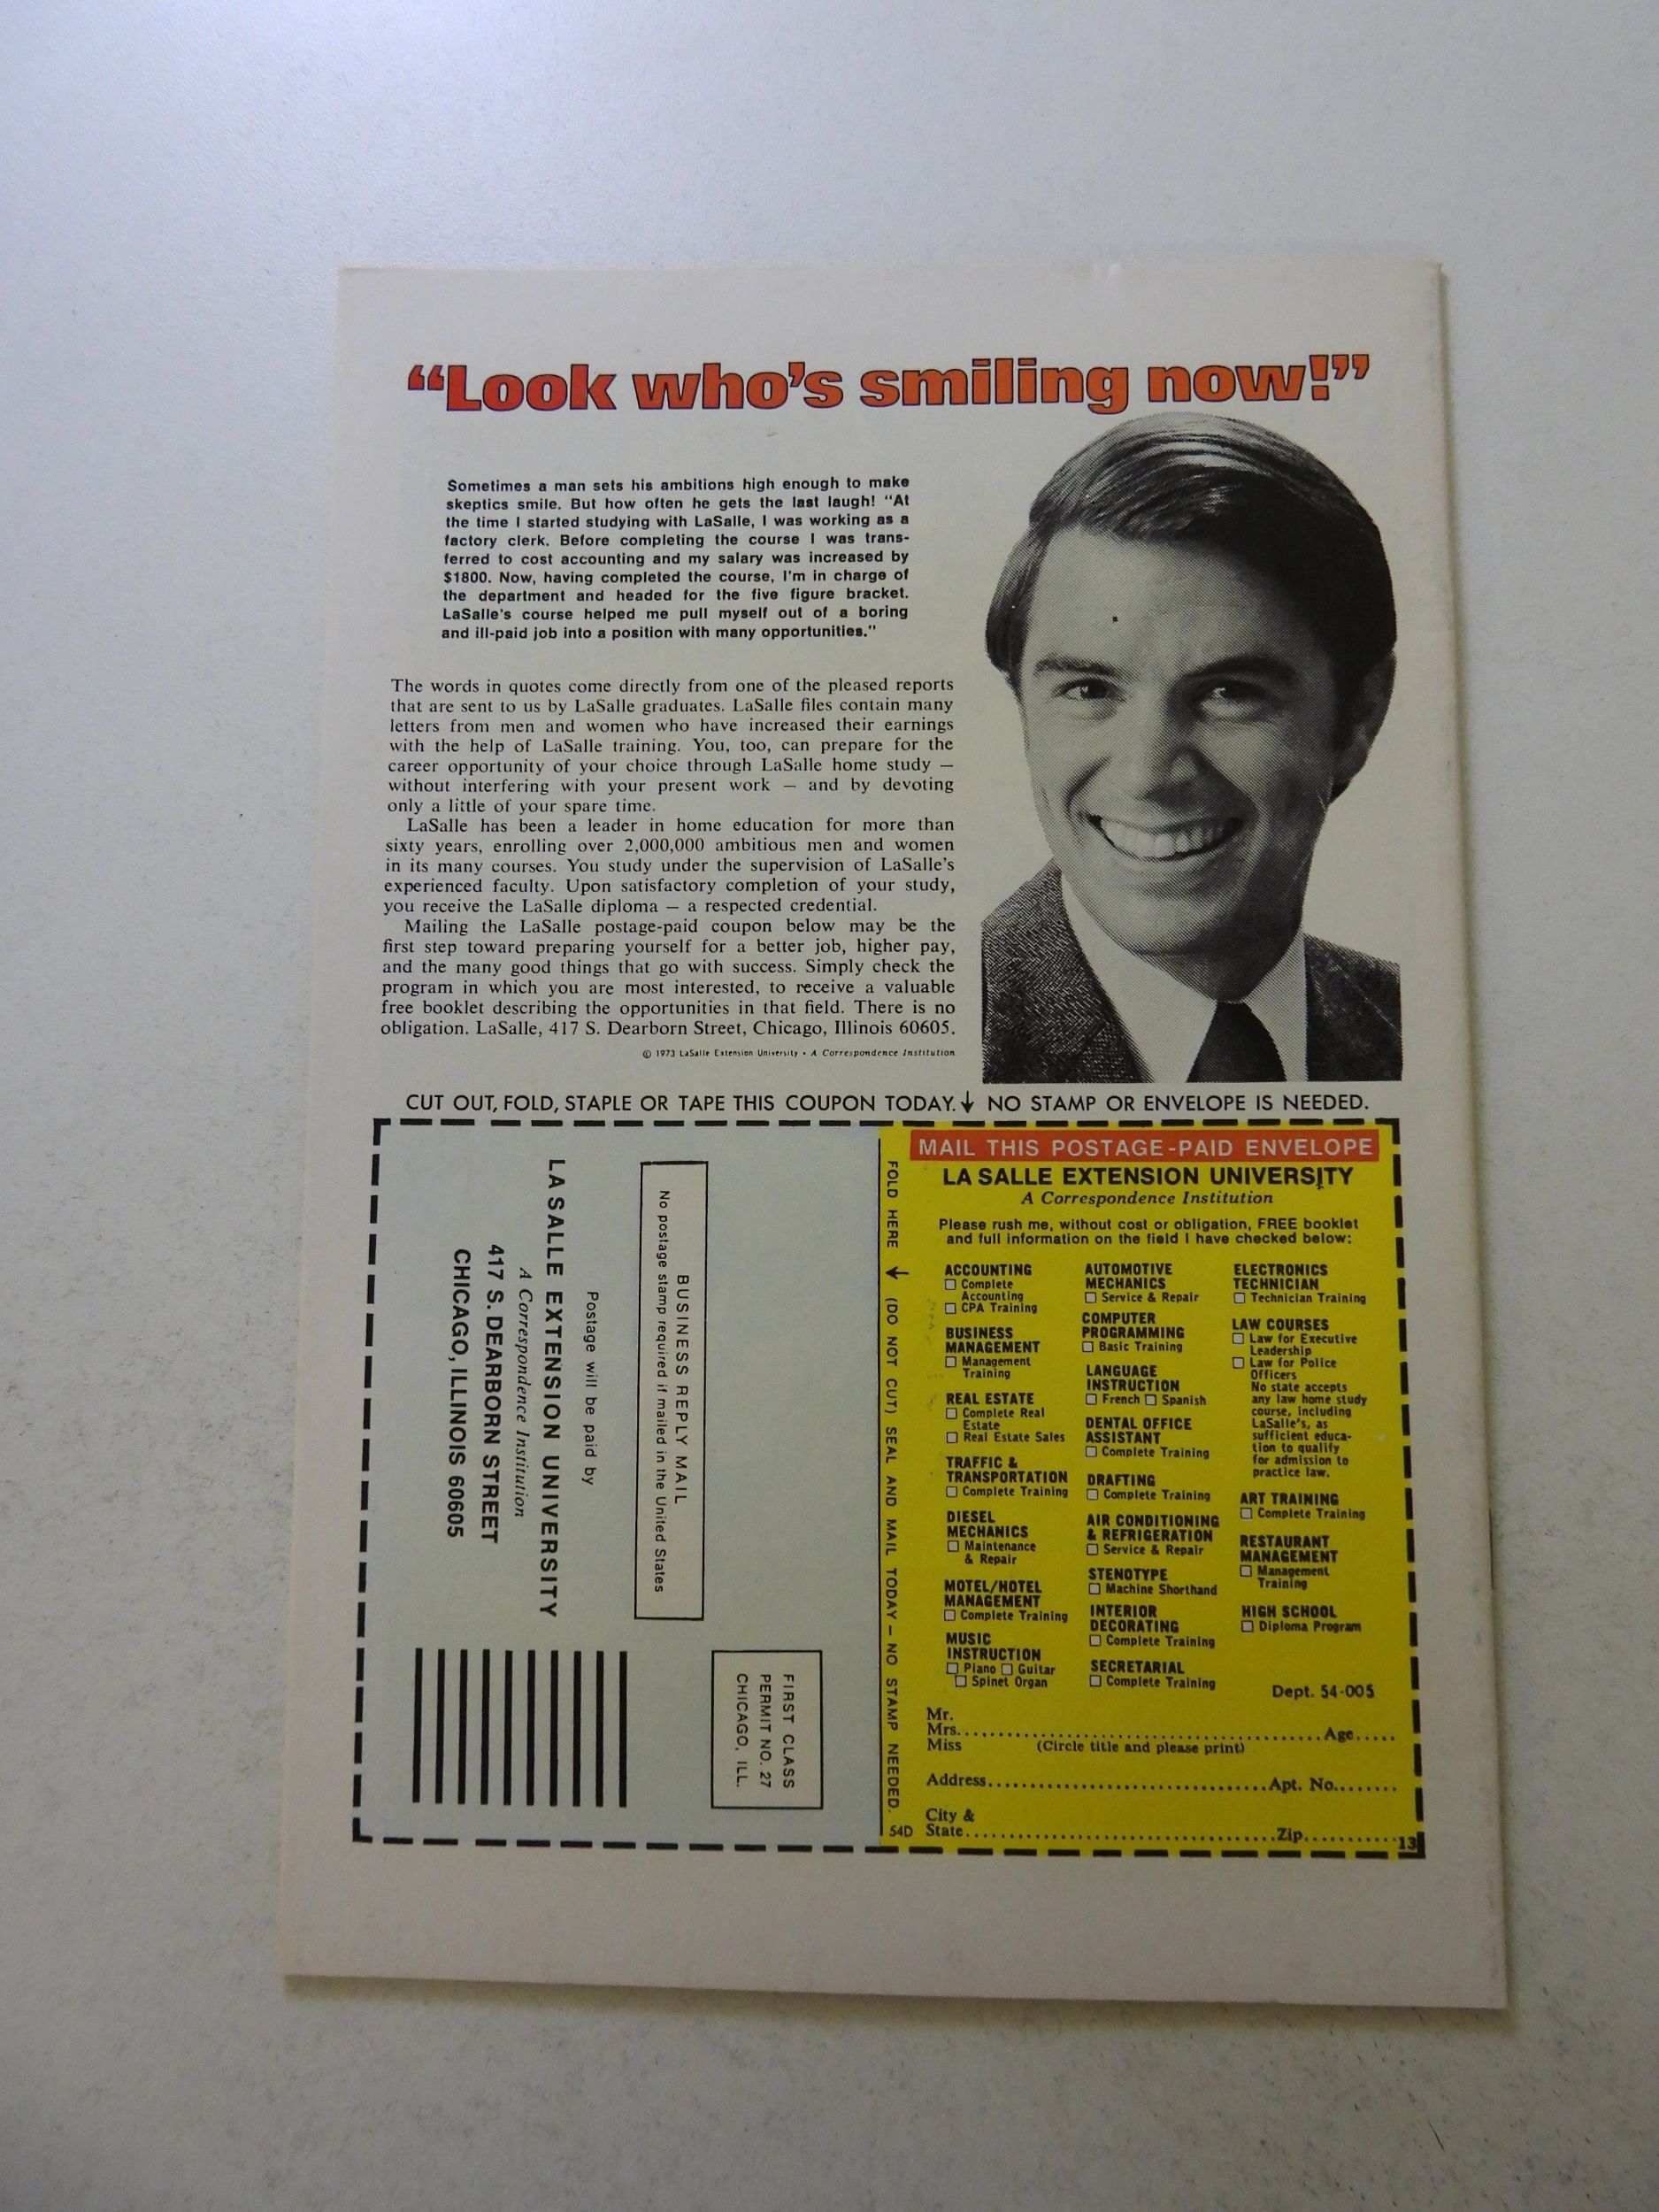 “Look who’s smiling now!”
Sometimes a man sets his ambitions high enough to make
skeptics smile. But how often he gets the last laugh! “At
the time I started studying with LaSalle, I was working as a
factory clerk. Before completing the course I was trans-
ferred to cost accounting and my salary was increased by
$1800. Now, having completed the course, I’m in charge of
the department and headed for the five figure bracket.
LaSalle’s course helped me pull myself out of a boring
and ill-paid job into a position with many opportunities.”
The words in quotes come directly from one of the pleased reports
that are sent to us by LaSalle graduates. LaSalle files contain many
letters from men and women who have increased their earnings
with the help of LaSalle training. You, too, can prepare for the
career opportunity of your choice through LaSalle home study —
without interfering with your present work — and by devoting
only a little of your spare time.
LaSalle has been a leader in home education for more than
sixty years, enrolling over 2,000,000 ambitious men and women
in its many courses. You study under the supervision of LaSalle’s
experienced faculty. Upon satisfactory completion of your study,
you receive the LaSalle diploma — a respected credential.
Mailing the LaSalle postage-paid coupon below may be the
first step toward preparing yourself for a better job, higher pay,
and the many good things that go with success. Simply check the
program in which you are most interested, to receive a valuable
free booklet describing the opportunities in that field. There is no
obligation. LaSalle, 417 S. Dearborn Street, Chicago, Illinois 60605.
© 1973 LaSalle Extension University • A Correspondence Institution
CUT OUT, FOLD, STAPLE OR TAPE THIS COUPON TODAY. ↓ NO STAMP OR ENVELOPE IS NEEDED.
FIRST CLASS
PERMIT NO. 27
CHICAGO, ILL.
BUSINESS REPLY MAIL
No postage stamp required if mailed in the United States
Postage will be paid by
LA SALLE EXTENSION UNIVERSITY
A Correspondence Institution
417 S. DEARBORN STREET
CHICAGO, ILLINOIS 60605
FOLD HERE ↓ (DO NOT CUT) SEAL AND MAIL TODAY — NO STAMP NEEDED.
MAIL THIS POSTAGE-PAID ENVELOPE
LA SALLE EXTENSION UNIVERSITY
A Correspondence Institution
Please rush me, without cost or obligation, FREE booklet
and full information on the field I have checked below:
ACCOUNTING
☐ Complete
Accounting
☐ CPA Training
BUSINESS
MANAGEMENT
☐ Management
Training
REAL ESTATE
☐ Complete Real
Estate
☐ Real Estate Sales
TRAFFIC &
TRANSPORTATION
☐ Complete Training
DIESEL
MECHANICS
☐ Maintenance
& Repair
MOTEL/HOTEL
MANAGEMENT
☐ Complete Training
MUSIC
INSTRUCTION
☐ Piano ☐ Guitar
☐ Spinet Organ
AUTOMOTIVE
MECHANICS
☐ Service & Repair
COMPUTER
PROGRAMMING
☐ Basic Training
LANGUAGE
INSTRUCTION
☐ French ☐ Spanish
DENTAL OFFICE
ASSISTANT
☐ Complete Training
DRAFTING
☐ Complete Training
AIR CONDITIONING
& REFRIGERATION
☐ Service & Repair
STENOTYPE
☐ Machine Shorthand
INTERIOR
DECORATING
☐ Complete Training
SECRETARIAL
☐ Complete Training
ELECTRONICS
TECHNICIAN
☐ Technician Training
LAW COURSES
☐ Law for Executive
Leadership
☐ Law for Police
Officers
No state accepts
any law home study
course, including
LaSalle’s, as
sufficient educa-
tion to qualify
for admission to
practice law.
ART TRAINING
☐ Complete Training
RESTAURANT
MANAGEMENT
☐ Management
Training
HIGH SCHOOL
☐ Diploma Program
Dept. 54-005
Mr.
Mrs. Age
Miss (Circle title and please print)
Address Apt. No.
City &
State Zip
54D
13